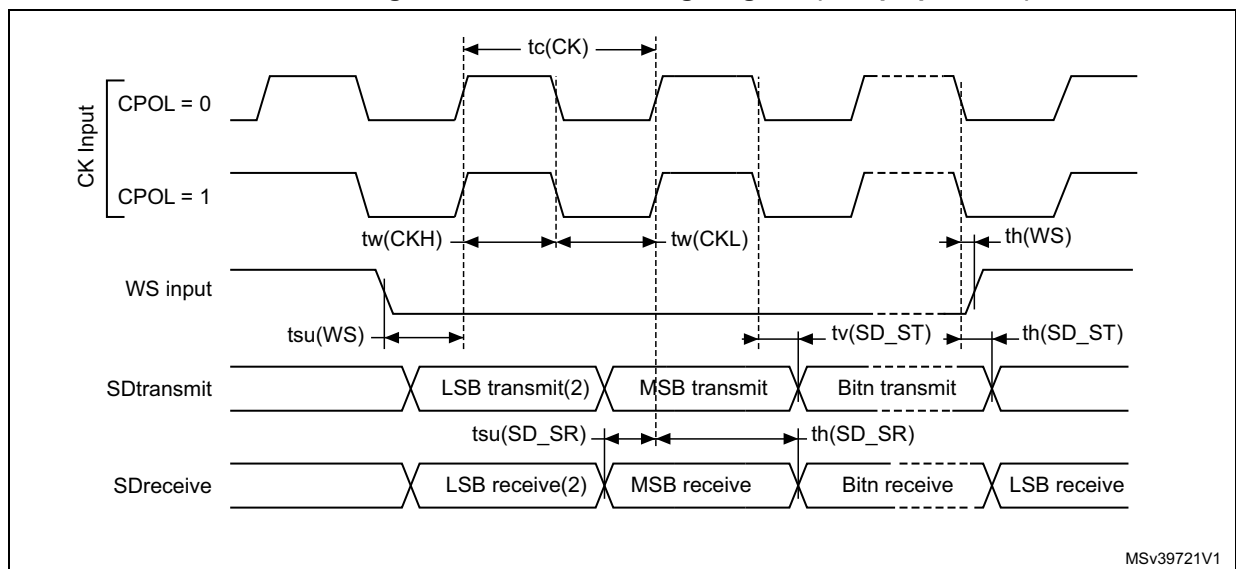 tc(CK)
CK Input
CPOL = 0
CPOL = 1
tw(CKH)
tw(CKL)
th(WS)
WS input
tsu(WS)
tv(SD_ST)
th(SD_ST)
SDtransmit
LSB transmit(2)
MSB transmit
Bitn transmit
tsu(SD_SR)
th(SD_SR)
SDreceive
LSB receive(2)
MSB receive
Bitn receive
LSB receive
MSv39721V1